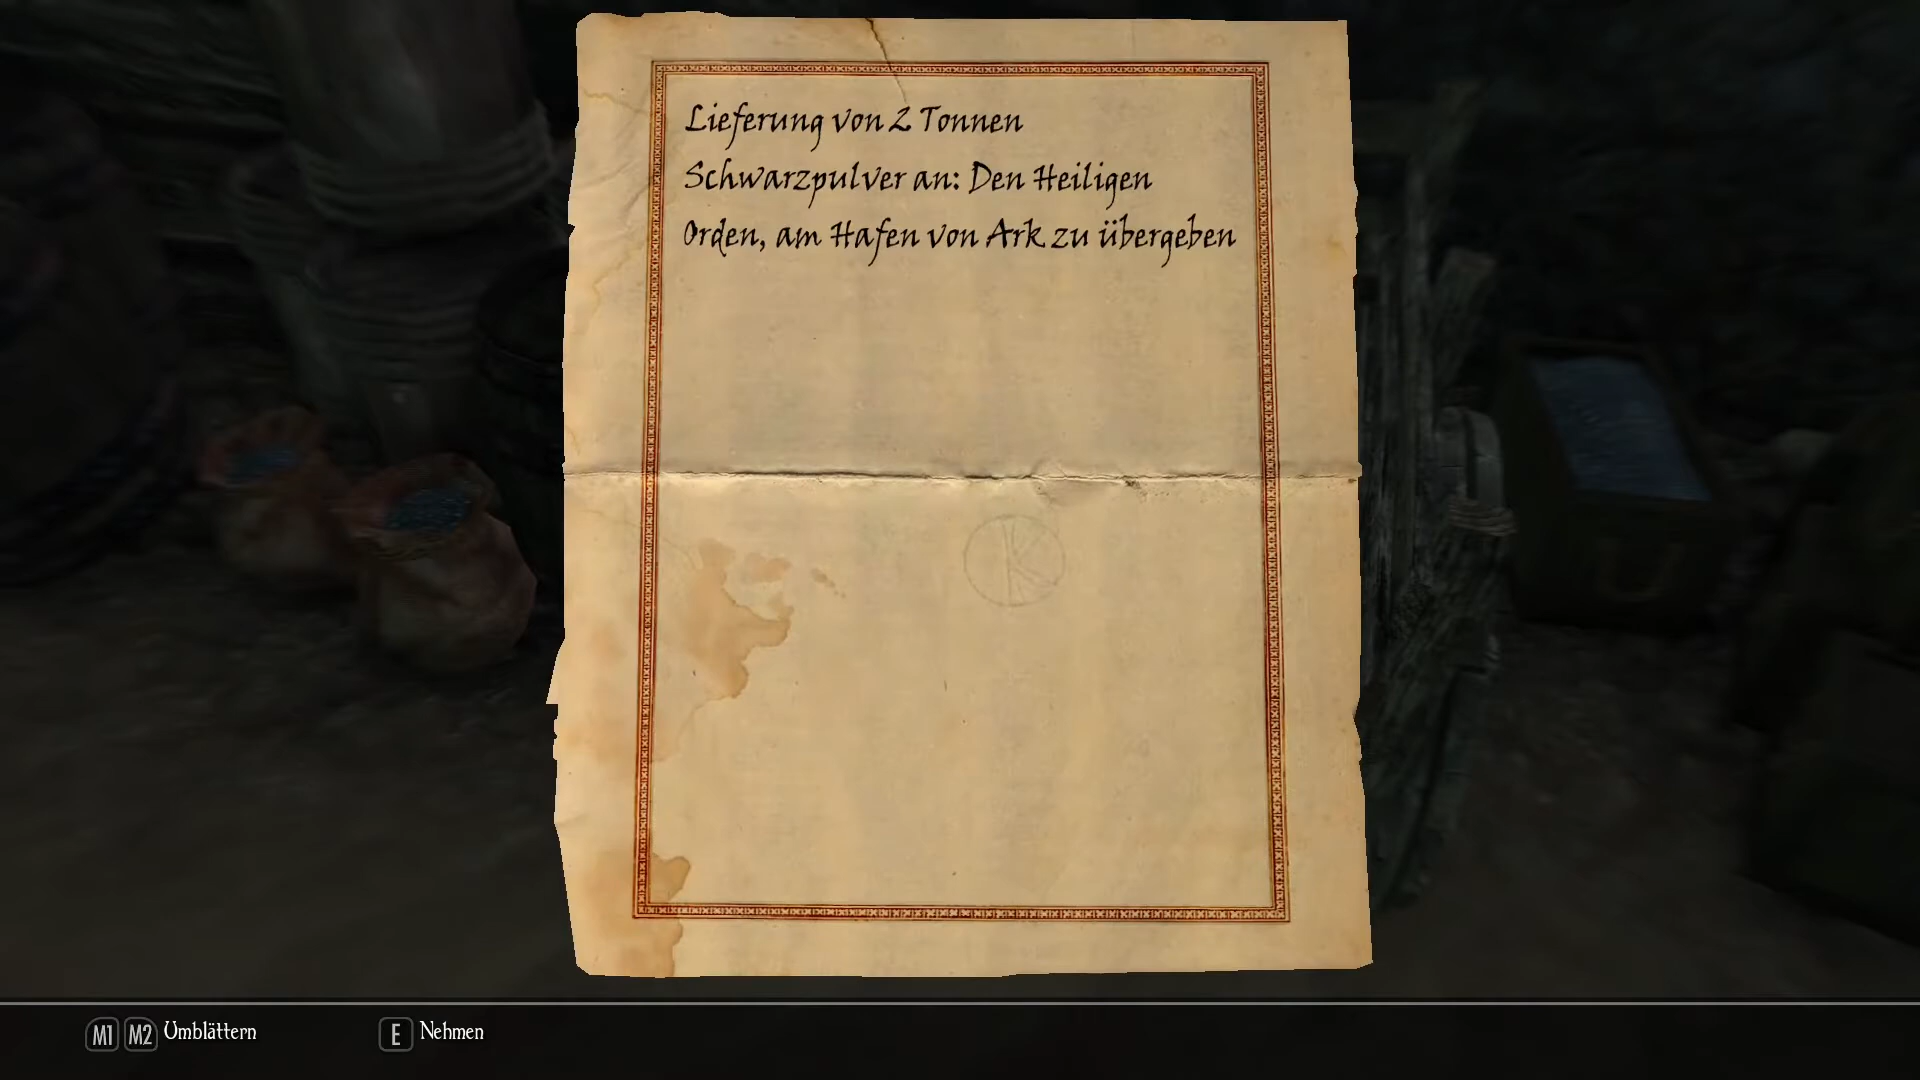 Lieferung von 2 Tonnen
Schwarzpulver an: Den Heiligen
Orden, am Hafen von Ark zu übergeben
M1 M2 Umblättern
E Nehmen